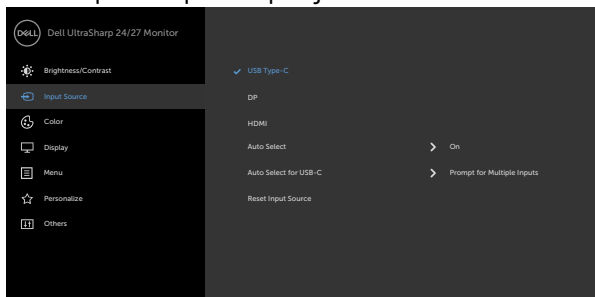 DELL Dell UltraSharp 24/27 Monitor
Brightness/Contrast
USB Type-C
Input Source
DP
Color
HDMI
Display
Auto Select On
Menu
Auto Select for USB-C Prompt for Multiple Inputs
Personalize
Reset Input Source
Others